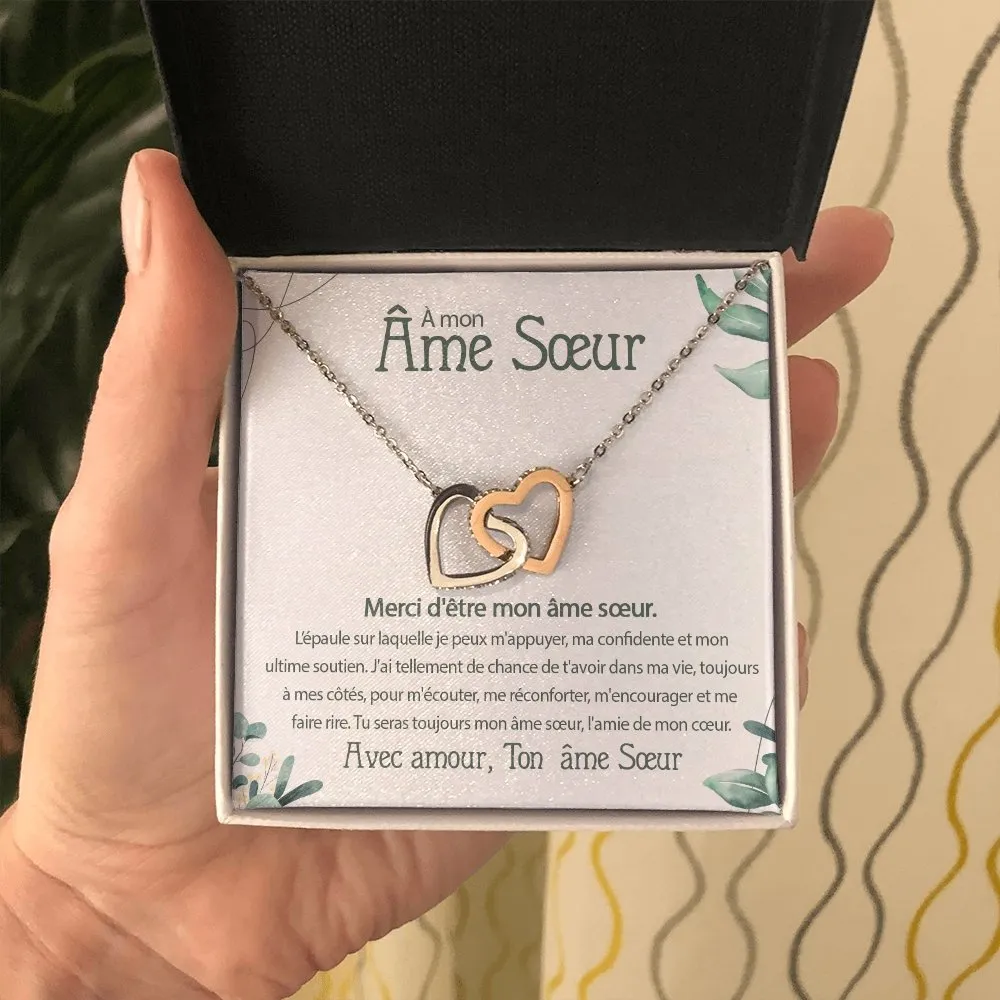 À mon
Âme Sœur
Merci d'être mon âme sœur.
L'épaule sur laquelle je peux m'appuyer, ma confidente et mon
ultime soutien. J'ai tellement de chance de t'avoir dans ma vie, toujours
à mes côtés, pour m'écouter, me réconforter, m'encourager et me
faire rire. Tu seras toujours mon âme sœur, l'amie de mon cœur.
Avec amour, Ton âme Sœur